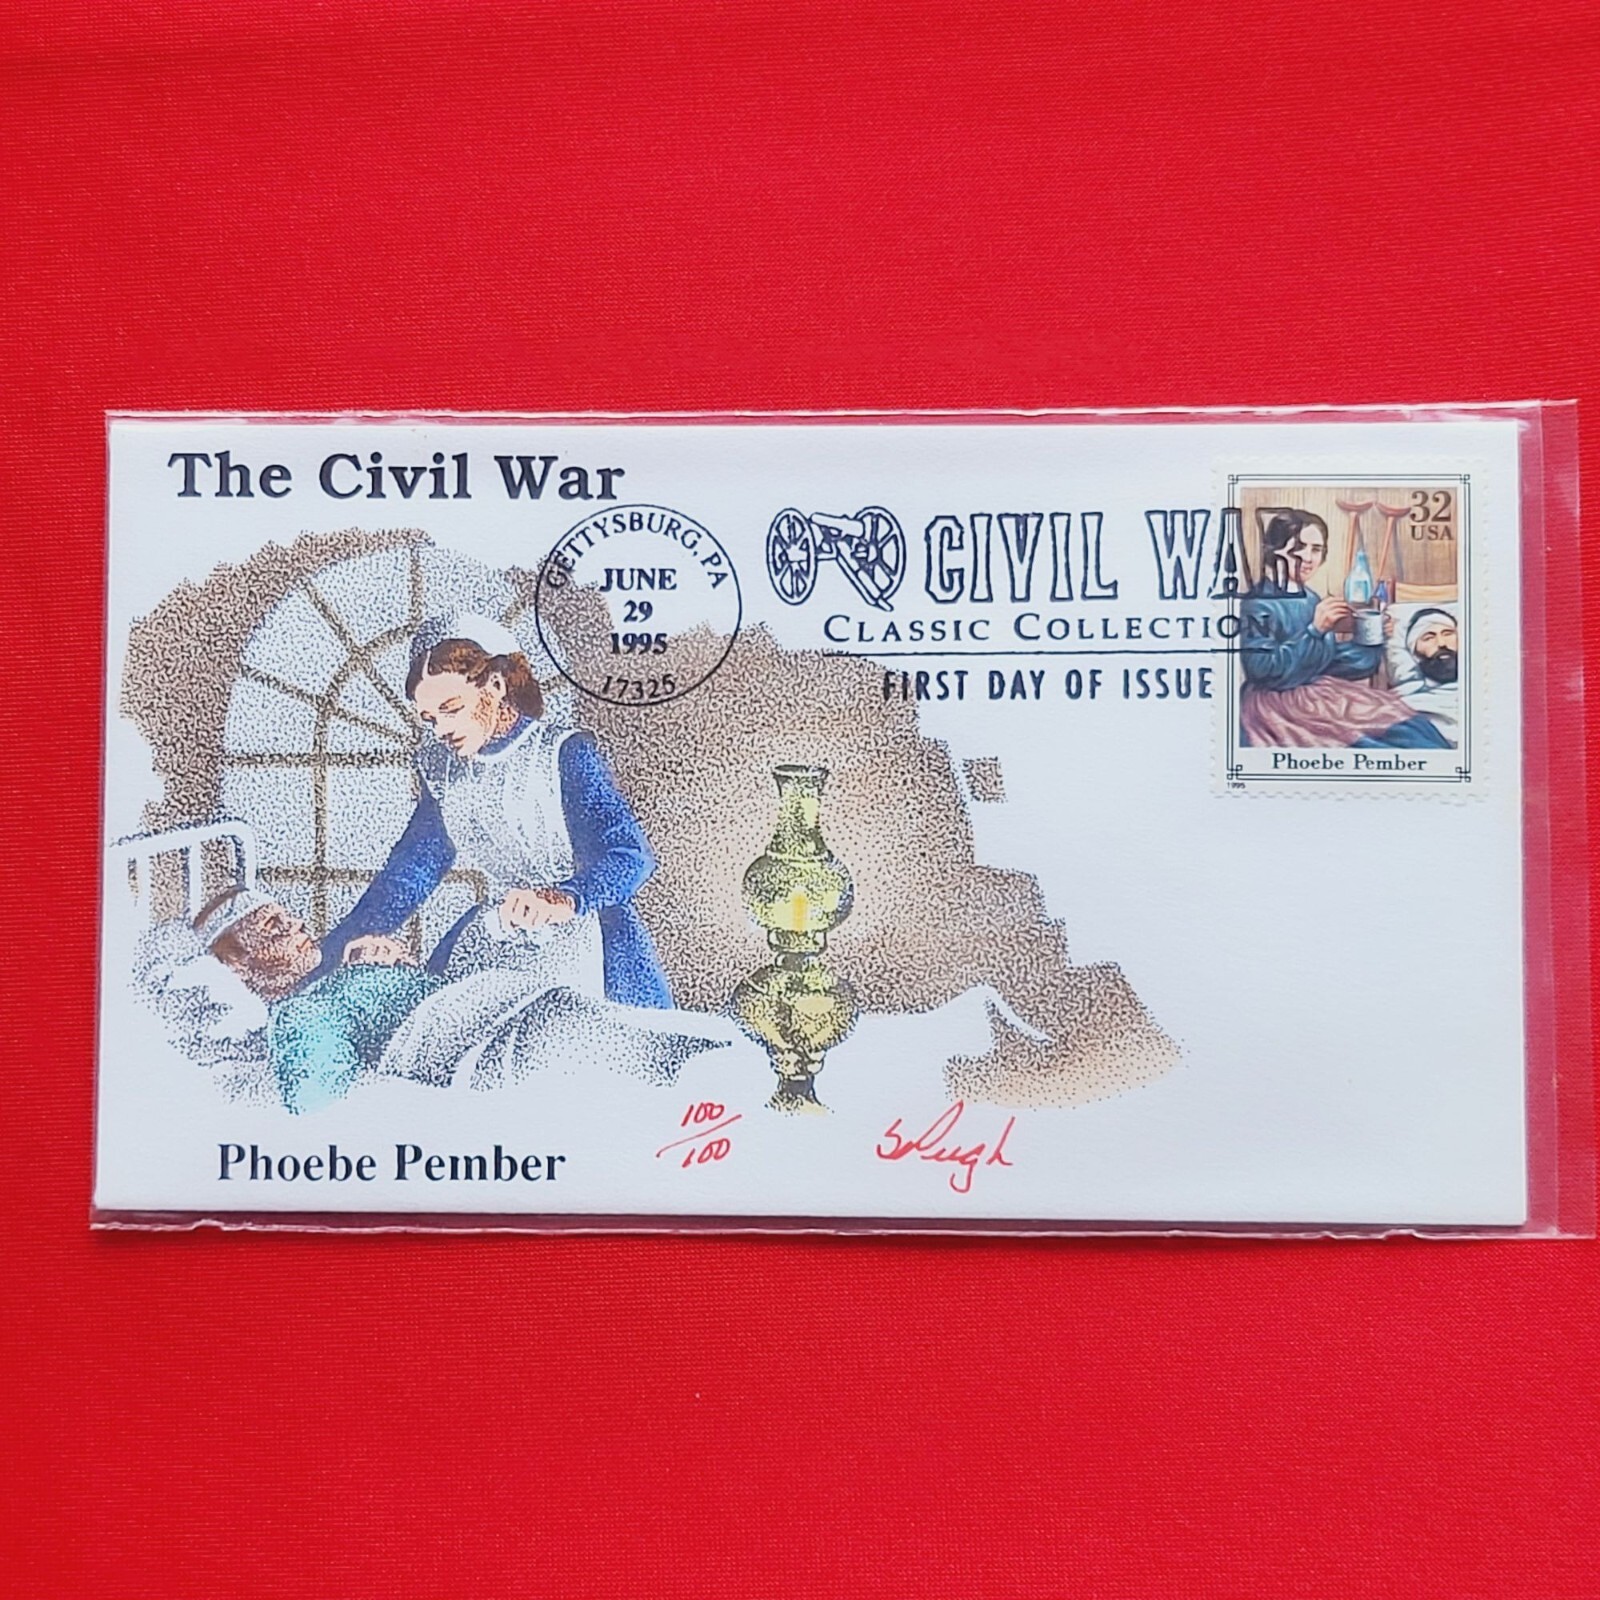 The Civil War
GETTYSBURG, PA
JUNE
29
1995
17325
CIVIL WAR
CLASSIC COLLECTION
FIRST DAY OF ISSUE
32
USA
Phoebe Pember
1995
Phoebe Pember
100/100